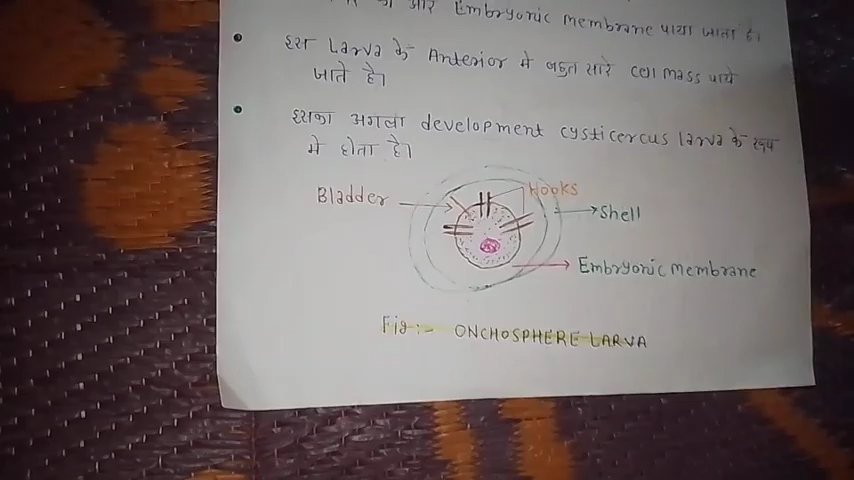 और Embryonic membrane पाया जाता है।
इस Larva के Anterior में बहुत सारे cell mass पाये
जाते है।
इसका अगला development cysticercus larva के रूप
मे होता है।
Hooks
Bladder
Shell
Embryonic membrane
Fig:- ONCHOSPHERE LARVA